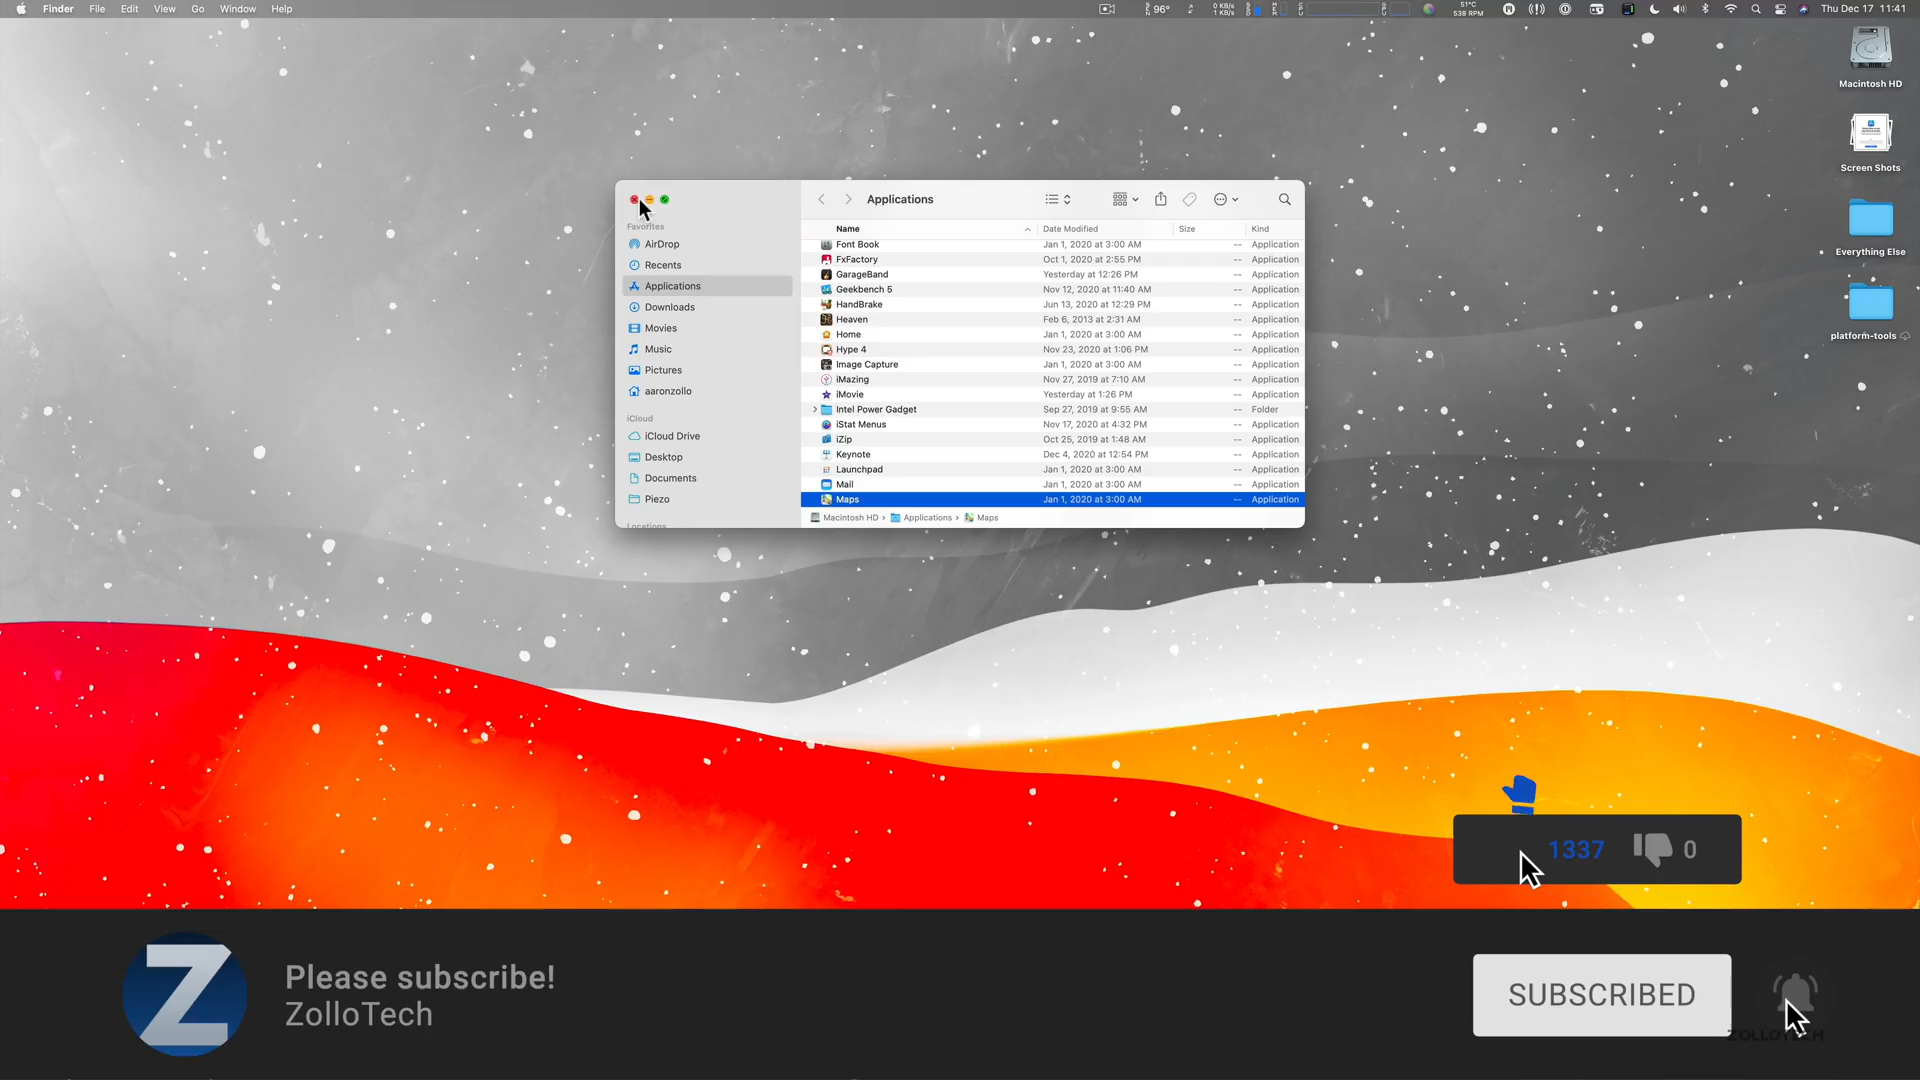 Finder File Edit View Go Window Help
96° 0 KB/s 1 KB/s 51°C 538 RPM Thu Dec 17 11:41
Macintosh HD
Screen Shots
Everything Else
platform-tools
Applications
Favorites
AirDrop
Recents
Applications
Downloads
Movies
Music
Pictures
aaronzollo
iCloud
iCloud Drive
Desktop
Documents
Piezo
Locations
Name Date Modified Size Kind
Font Book Jan 1, 2020 at 3:00 AM -- Application
FxFactory Oct 1, 2020 at 2:55 PM -- Application
GarageBand Yesterday at 12:26 PM -- Application
Geekbench 5 Nov 12, 2020 at 11:40 AM -- Application
HandBrake Jun 13, 2020 at 12:29 PM -- Application
Heaven Feb 6, 2013 at 2:31 AM -- Application
Home Jan 1, 2020 at 3:00 AM -- Application
Hype 4 Nov 23, 2020 at 1:06 PM -- Application
Image Capture Jan 1, 2020 at 3:00 AM -- Application
iMazing Nov 27, 2019 at 7:10 AM -- Application
iMovie Yesterday at 1:26 PM -- Application
Intel Power Gadget Sep 27, 2019 at 9:55 AM -- Folder
iStat Menus Nov 17, 2020 at 4:32 PM -- Application
iZip Oct 25, 2019 at 1:48 AM -- Application
Keynote Dec 4, 2020 at 12:54 PM -- Application
Launchpad Jan 1, 2020 at 3:00 AM -- Application
Mail Jan 1, 2020 at 3:00 AM -- Application
Maps Jan 1, 2020 at 3:00 AM -- Application
Macintosh HD › Applications › Maps
1337 0
Please subscribe!
ZolloTech
SUBSCRIBED
ZOLLOTECH